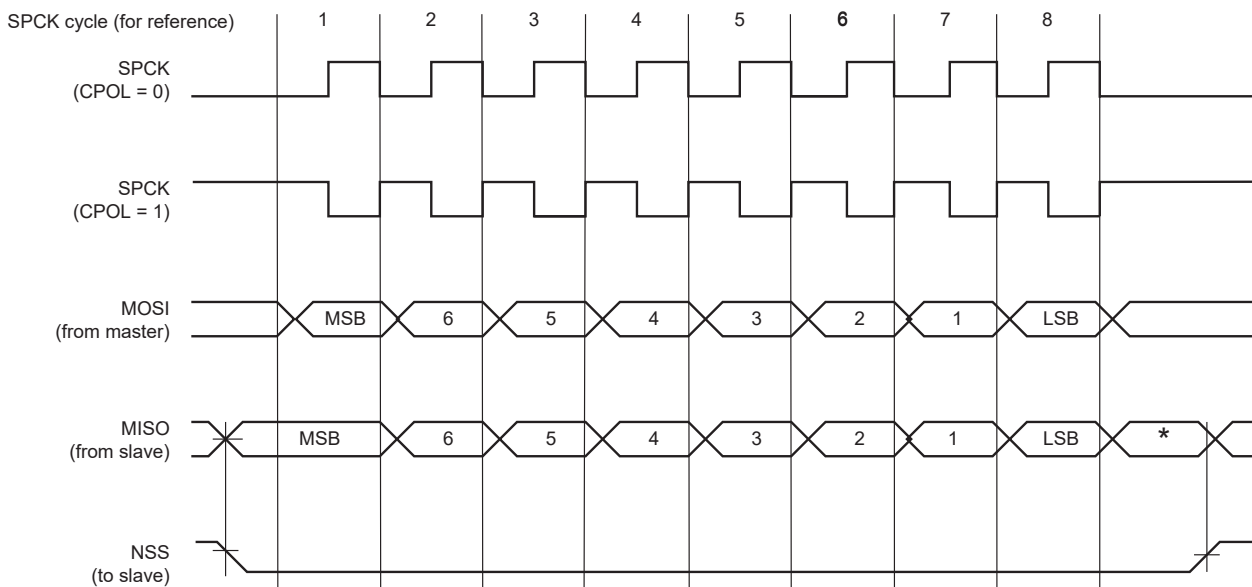 SPCK cycle (for reference) 1 2 3 4 5 6 7 8
SPCK
(CPOL = 0)
SPCK
(CPOL = 1)
MOSI
(from master)
MSB 6 5 4 3 2 1 LSB
MISO
(from slave)
MSB 6 5 4 3 2 1 LSB *
NSS
(to slave)